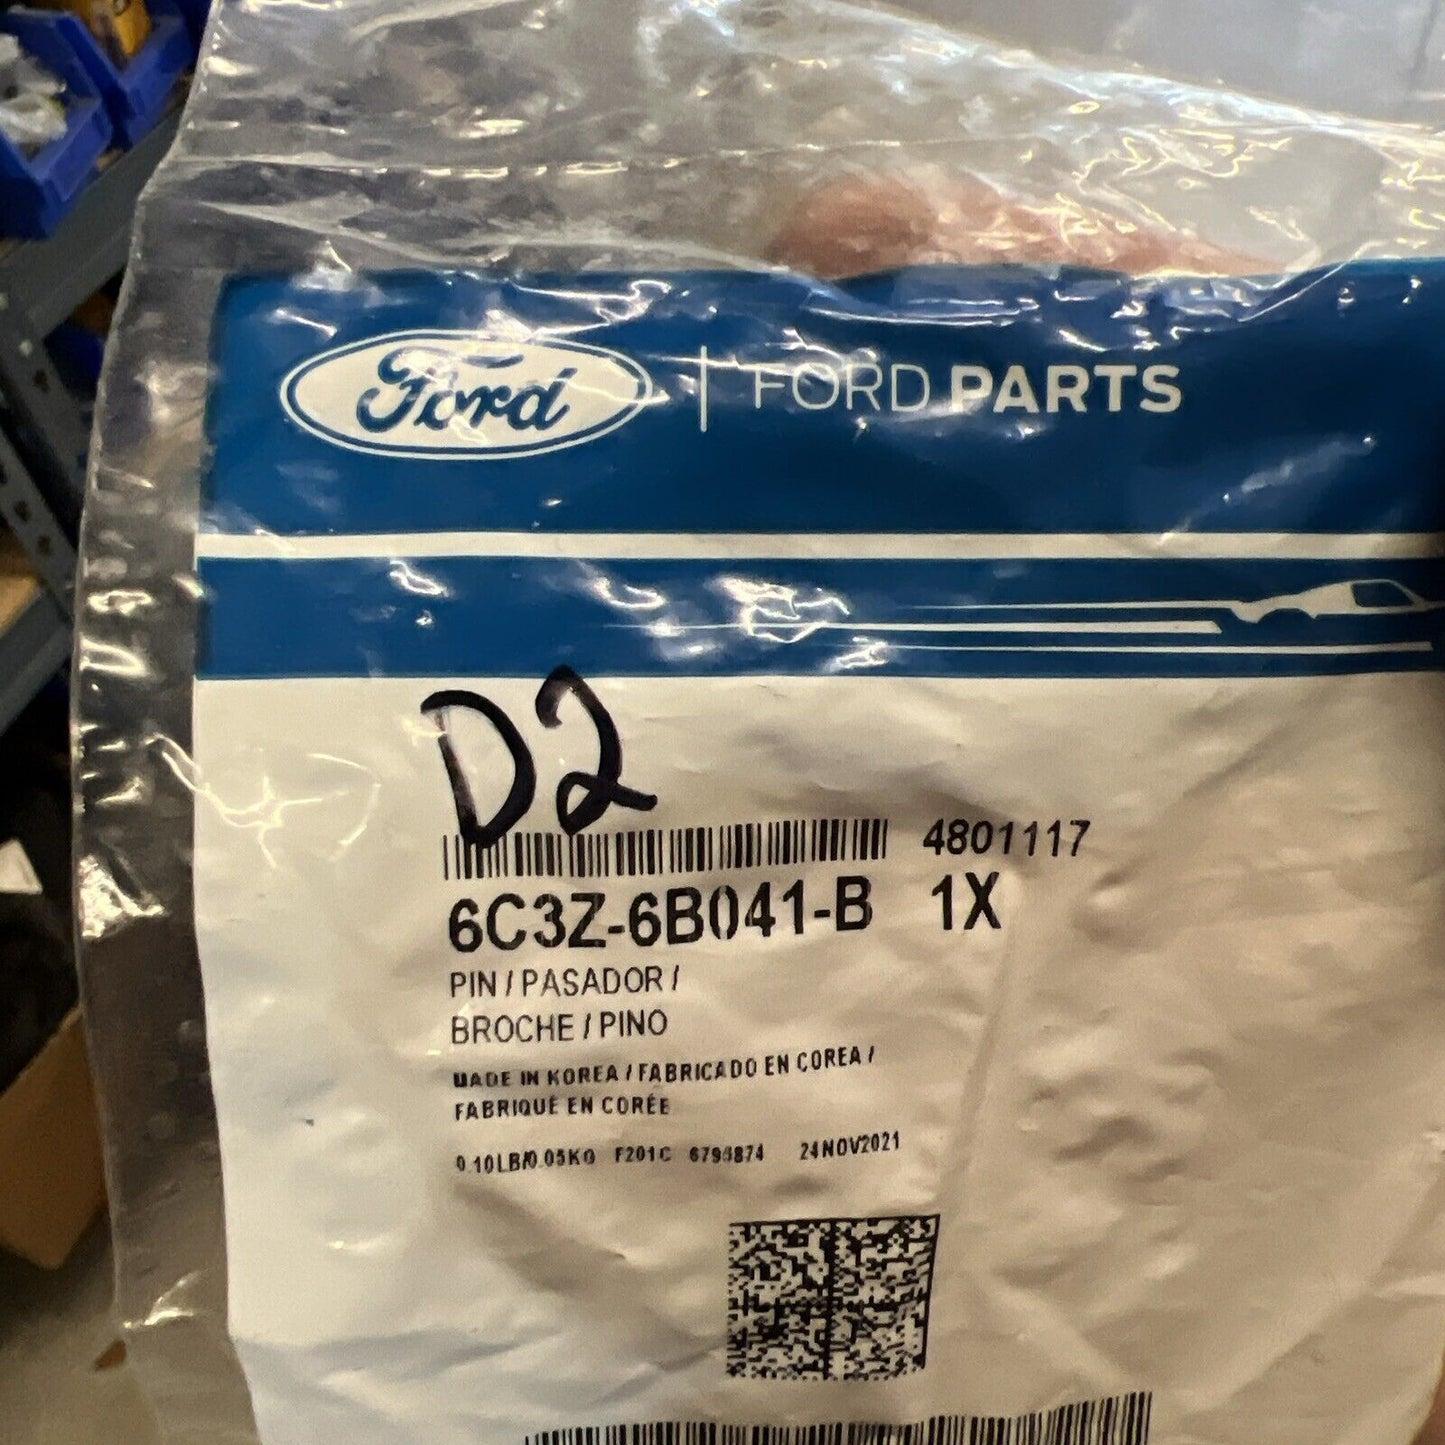 Ford | FORD PARTS
D2
4801117
6C3Z-6B041-B 1X
PIN / PASADOR /
BROCHE / PINO
MADE IN KOREA / FABRICADO EN COREA /
FABRIQUÉ EN CORÉE
0.10LB/0.05KG F201C 24NOV2021